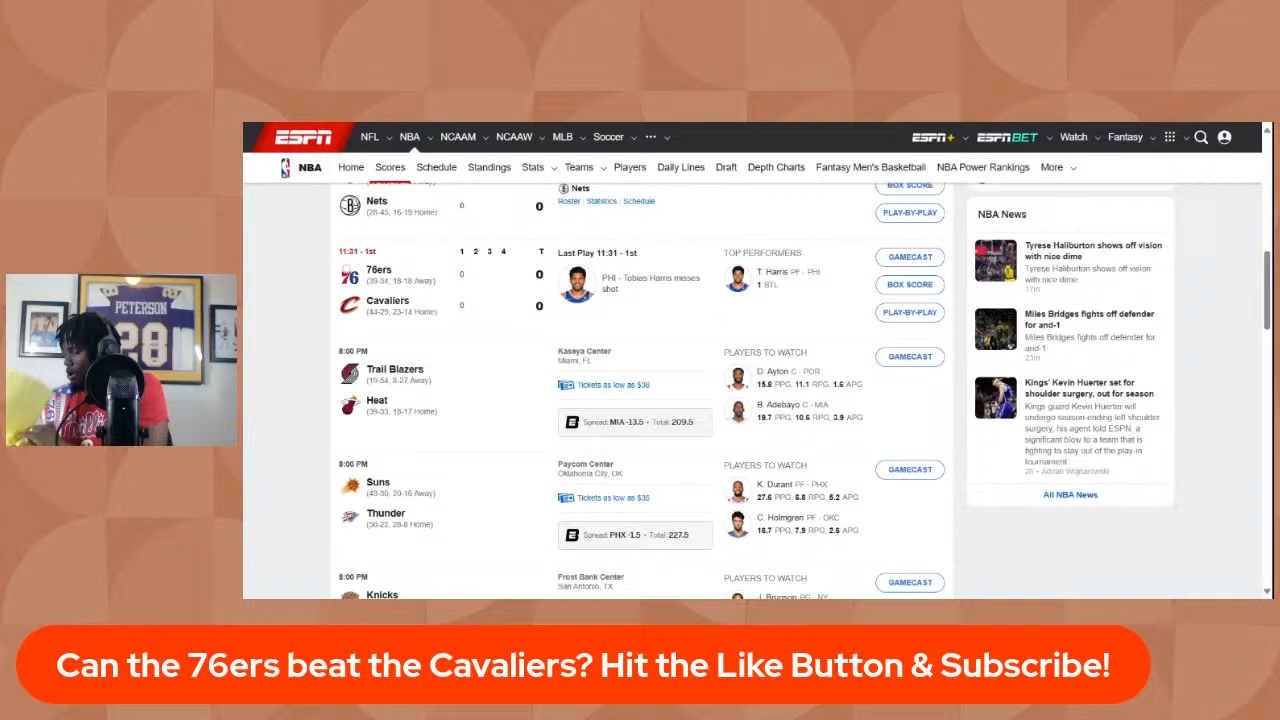 ESPN NFL NBA NCAAM NCAAW MLB Soccer ESPN+ ESPN BET Watch Fantasy
NBA Home Scores Schedule Standings Stats Teams Players Daily Lines Draft Depth Charts Fantasy Men's Basketball NBA Power Rankings More
Nets
BOX SCORE
Nets 0 0
(28-45, 16-19 Home)
Roster | Statistics | Schedule
PLAY-BY-PLAY
11:31 - 1st 1 2 3 4 T
76ers 0 0
(39-34, 18-18 Away)
Cavaliers 0 0
(44-29, 23-14 Home)
Last Play 11:31 - 1st
PHI - Tobias Harris misses
shot
TOP PERFORMERS
T. Harris PF - PHI
1 STL
GAMECAST
BOX SCORE
PLAY-BY-PLAY
8:00 PM
Trail Blazers
(19-54, 8-27 Away)
Heat
(39-33, 18-17 Home)
Kaseya Center
Miami, FL
Tickets as low as $38
Spread: MIA -13.5 • Total: 209.5
PLAYERS TO WATCH
D. Ayton C - POR
15.8 PPG, 11.1 RPG, 1.6 APG
B. Adebayo C - MIA
19.7 PPG, 10.6 RPG, 3.9 APG
GAMECAST
8:00 PM
Suns
(43-30, 20-16 Away)
Thunder
(50-22, 28-8 Home)
Paycom Center
Oklahoma City, OK
Tickets as low as $35
Spread: PHX -1.5 • Total: 227.5
PLAYERS TO WATCH
K. Durant PF - PHX
27.6 PPG, 6.8 RPG, 5.2 APG
C. Holmgren PF - OKC
16.7 PPG, 7.9 RPG, 2.6 APG
GAMECAST
8:00 PM
Knicks
Frost Bank Center
San Antonio, TX
PLAYERS TO WATCH
J. Brunson PG - NY
GAMECAST
NBA News
Tyrese Haliburton shows off vision
with nice dime
Tyrese Haliburton shows off vision
with nice dime
17m
Miles Bridges fights off defender
for and-1
Miles Bridges fights off defender for
and-1
23m
Kings' Kevin Huerter set for
shoulder surgery, out for season
Kings guard Kevin Huerter will
undergo season-ending left shoulder
surgery, his agent told ESPN, a
significant blow to a team that is
fighting to stay out of the play-in
tournament
2h • Adrian Wojnarowski
All NBA News
PETERSON
28
Can the 76ers beat the Cavaliers? Hit the Like Button & Subscribe!